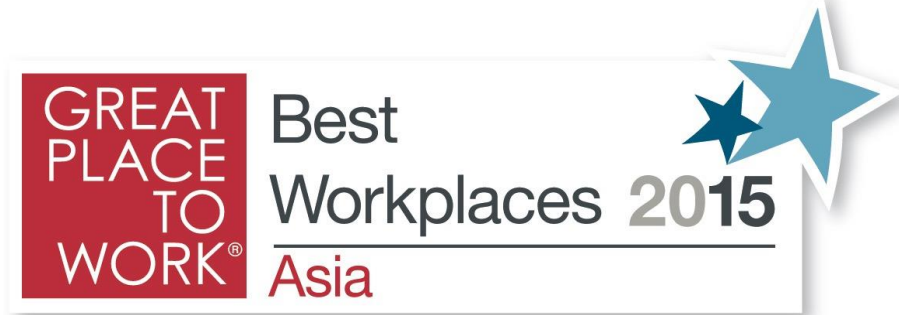 GREAT
PLACE
TO
WORK®
Best
Workplaces 2015
Asia